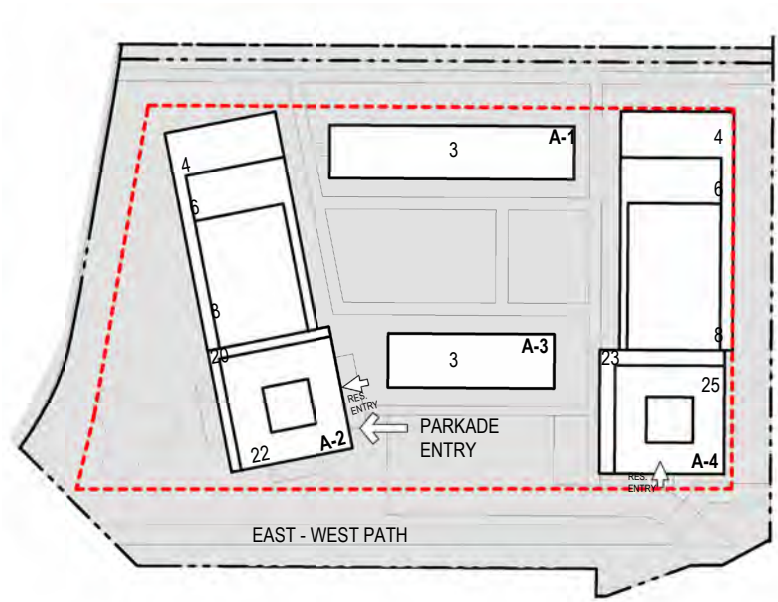 A-1
4
3
4
6
6
8
A-3
8
20
3
23
25
RES.
ENTRY
PARKADE
ENTRY
22
A-2
A-4
RES.
ENTRY
EAST - WEST PATH